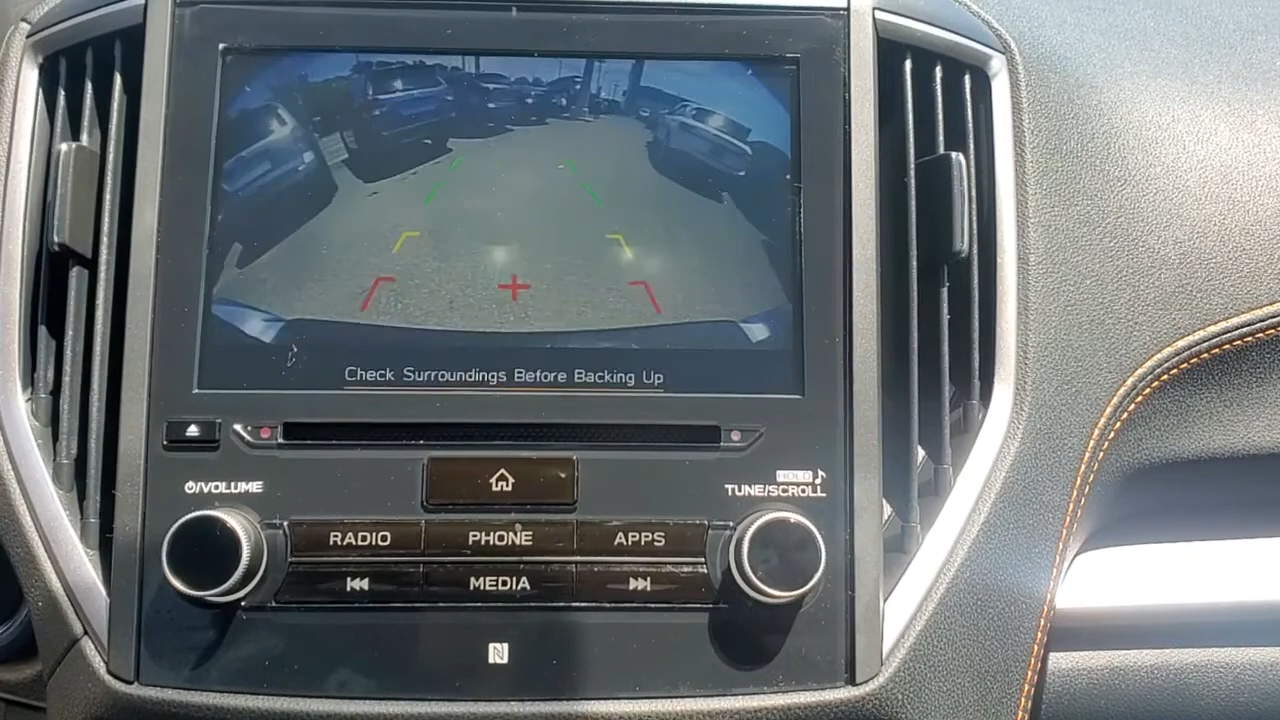 Check Surroundings Before Backing Up
⏻/VOLUME
HOLD ♪
TUNE/SCROLL
RADIO
PHONE
APPS
MEDIA